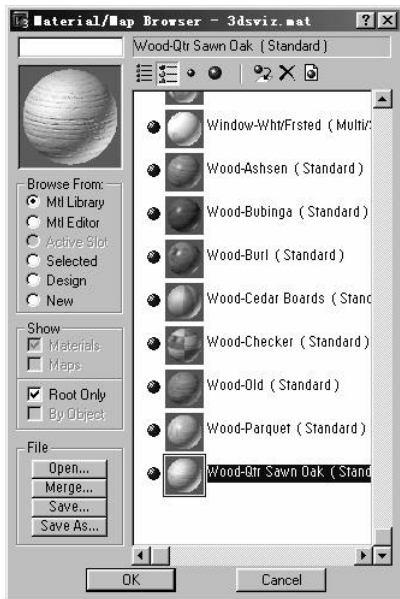 Material/Map Browser - 3dsviz.mat
Wood-Qtr Sawn Oak ( Standard )
Browse From:
Mtl Library
Mtl Editor
Active Slot
Selected
Design
New
Show
Materials
Maps
Root Only
By Object
File
Open...
Merge...
Save...
Save As...
Window-Wht/Frsted ( Multi/
Wood-Ashsen ( Standard )
Wood-Bubinga ( Standard )
Wood-Burl ( Standard )
Wood-Cedar Boards ( Stanc
Wood-Checker ( Standard )
Wood-Old ( Standard )
Wood-Parquet ( Standard )
Wood-Qtr Sawn Oak ( Stand
OK
Cancel